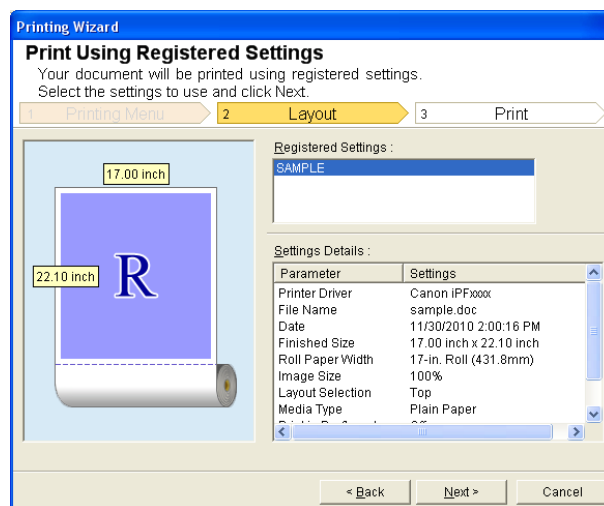 Printing Wizard
Print Using Registered Settings
Your document will be printed using registered settings.
Select the settings to use and click Next.
1 Printing Menu 2 Layout 3 Print
Registered Settings :
SAMPLE
17.00 inch
22.10 inch
R
Settings Details :
Parameter Settings
Printer Driver Canon iPFxxxx
File Name sample.doc
Date 11/30/2010 2:00:16 PM
Finished Size 17.00 inch x 22.10 inch
Roll Paper Width 17-in. Roll (431.8mm)
Image Size 100%
Layout Selection Top
Media Type Plain Paper
< Back Next > Cancel